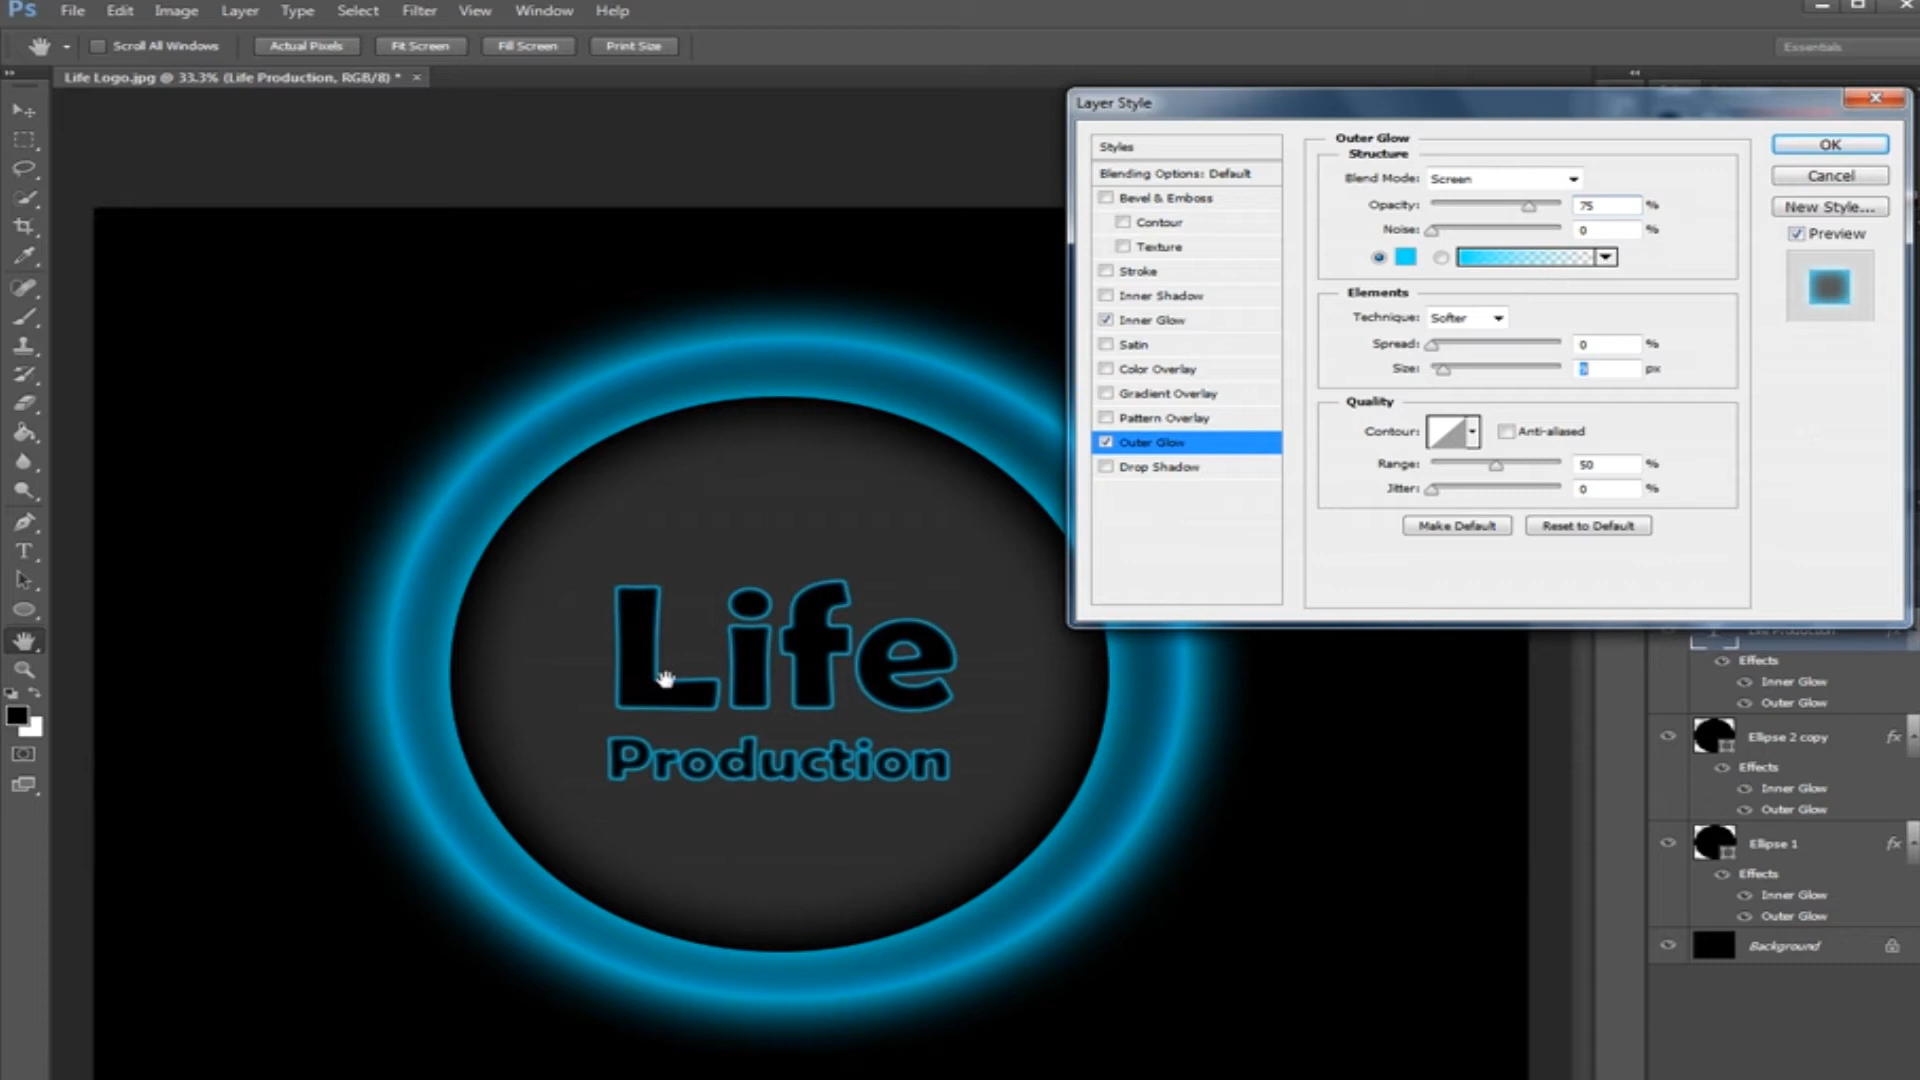 Ps File Edit Image Layer Type Select Filter View Window Help
Scroll All Windows Actual Pixels Fit Screen Fill Screen Print Size Essentials
Life Logo.jpg @ 33.3% (Life Production, RGB/8) * ×
Layer Style
Styles
Blending Options: Default
Bevel & Emboss
Contour
Texture
Stroke
Inner Shadow
Inner Glow
Satin
Color Overlay
Gradient Overlay
Pattern Overlay
Outer Glow
Drop Shadow
Outer Glow
Structure
Blend Mode: Screen
Opacity: 75 %
Noise: 0 %
Elements
Technique: Softer
Spread: 0 %
Size: px
Quality
Contour: Anti-aliased
Range: 50 %
Jitter: 0 %
Make Default Reset to Default
OK
Cancel
New Style...
Preview
Life
Production
Life Production
Effects
Inner Glow
Outer Glow
Ellipse 2 copy fx
Effects
Inner Glow
Outer Glow
Ellipse 1 fx
Effects
Inner Glow
Outer Glow
Background